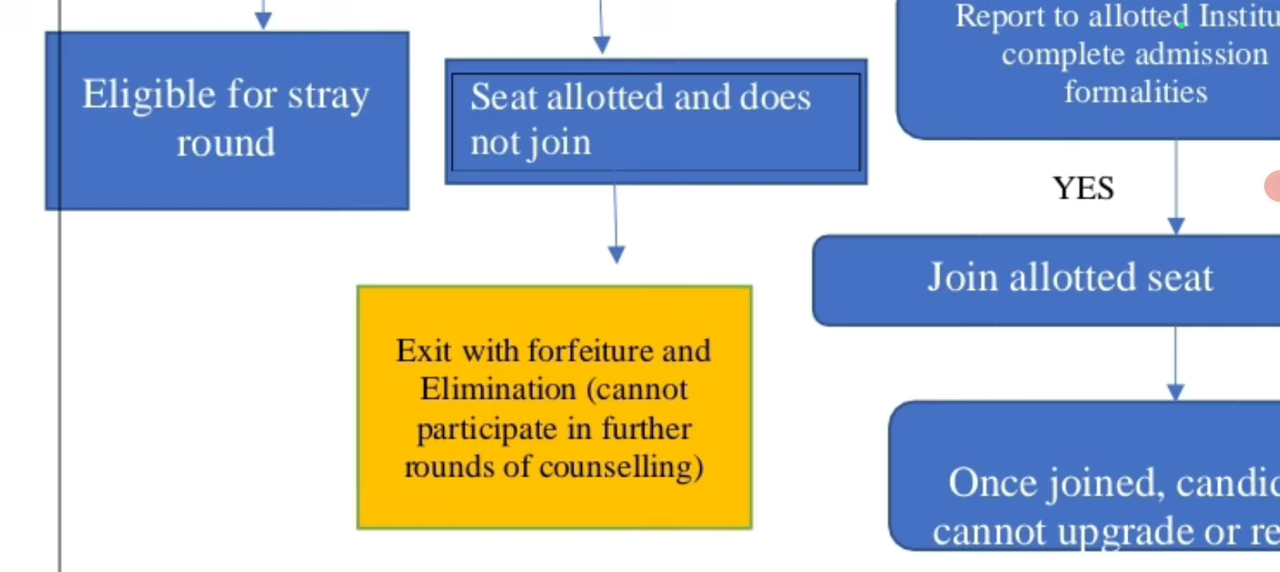 Eligible for stray
round
Seat allotted and does
not join
Exit with forfeiture and
Elimination (cannot
participate in further
rounds of counselling)
Report to allotted
complete admission
formalities
YES
Join allotted seat
Once joined,
cannot upgrade or